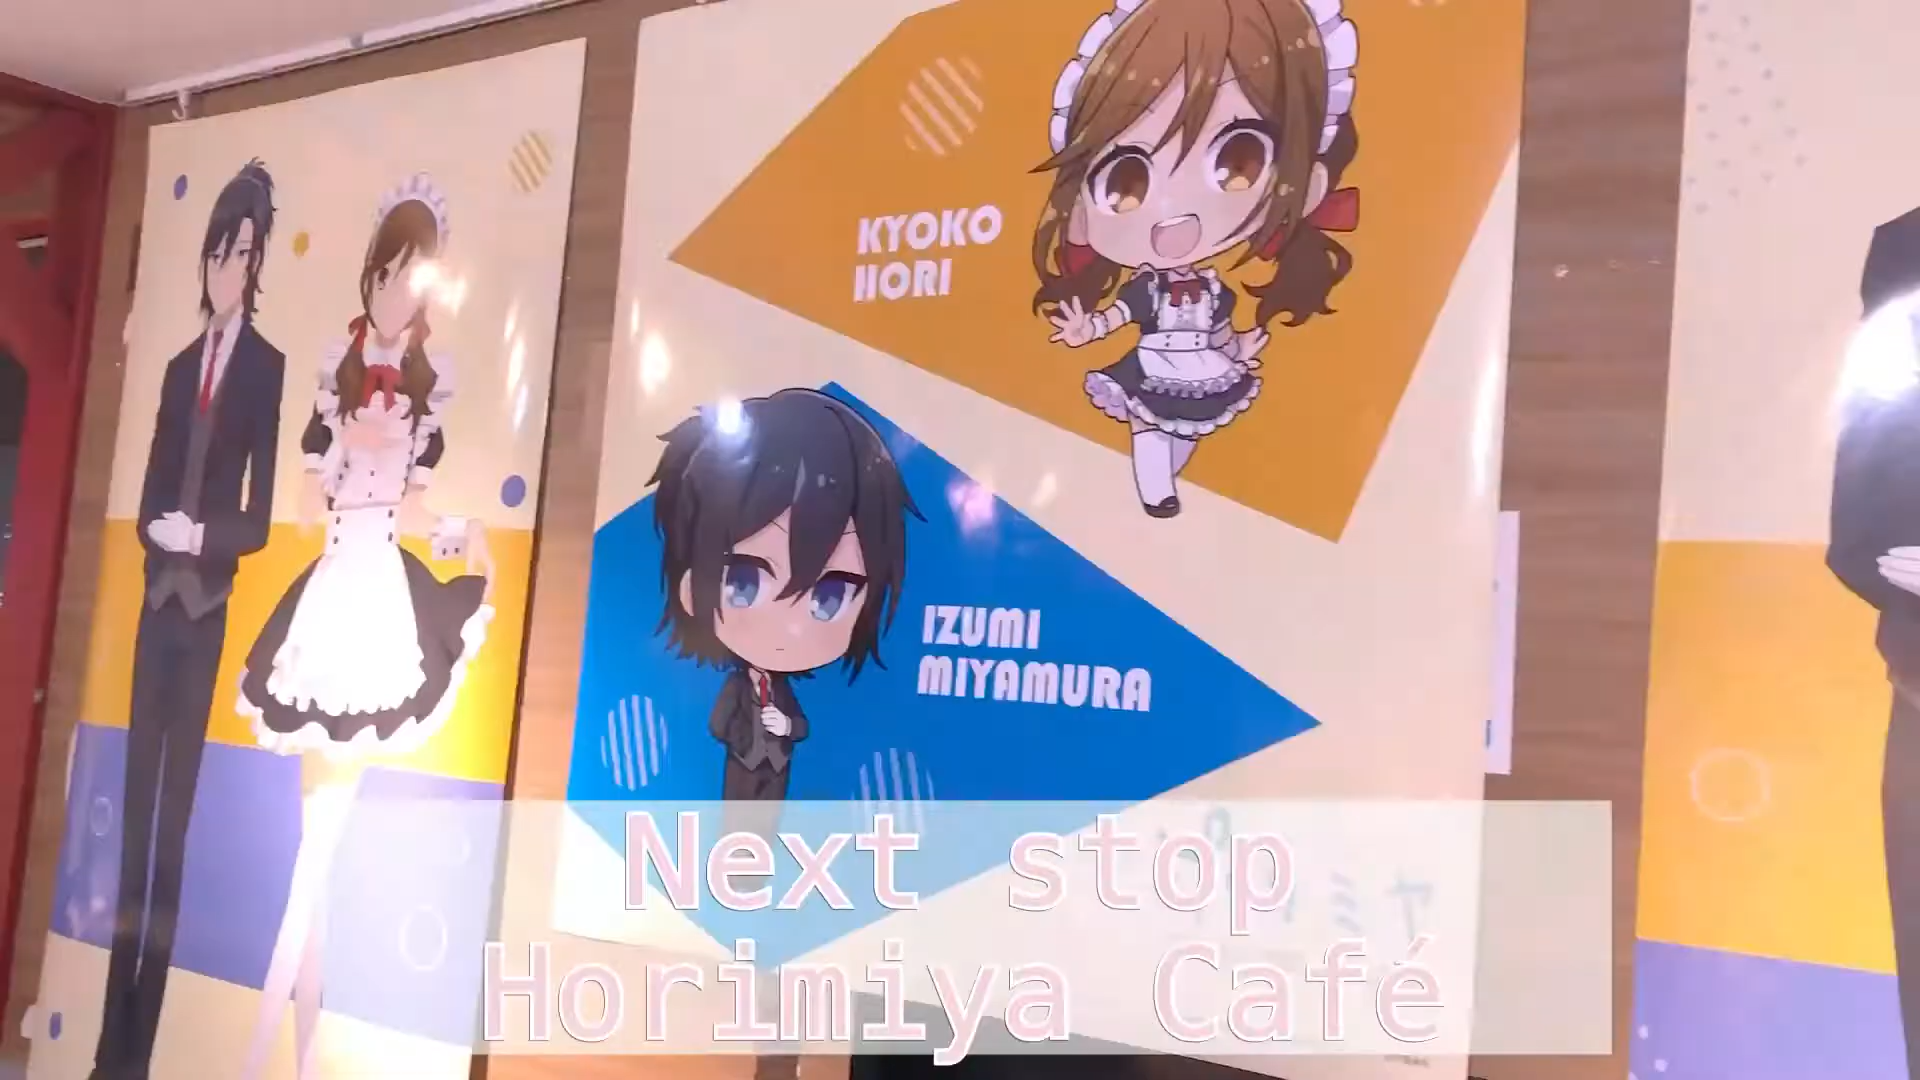 KYOKO
HORI
IZUMI
MIYAMURA
Next stop
Horimiya Café